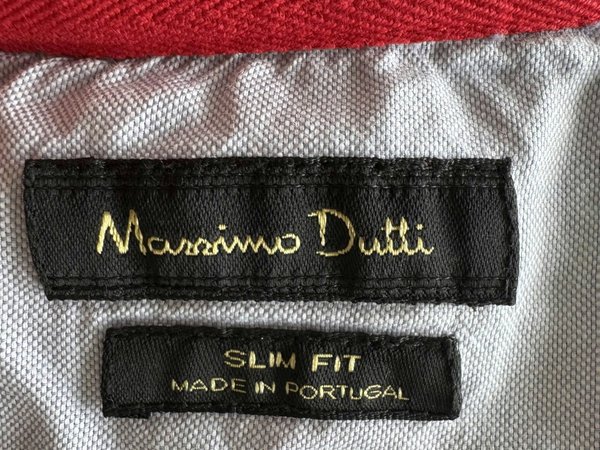 Massimo Dutti
SLIM FIT
MADE IN PORTUGAL